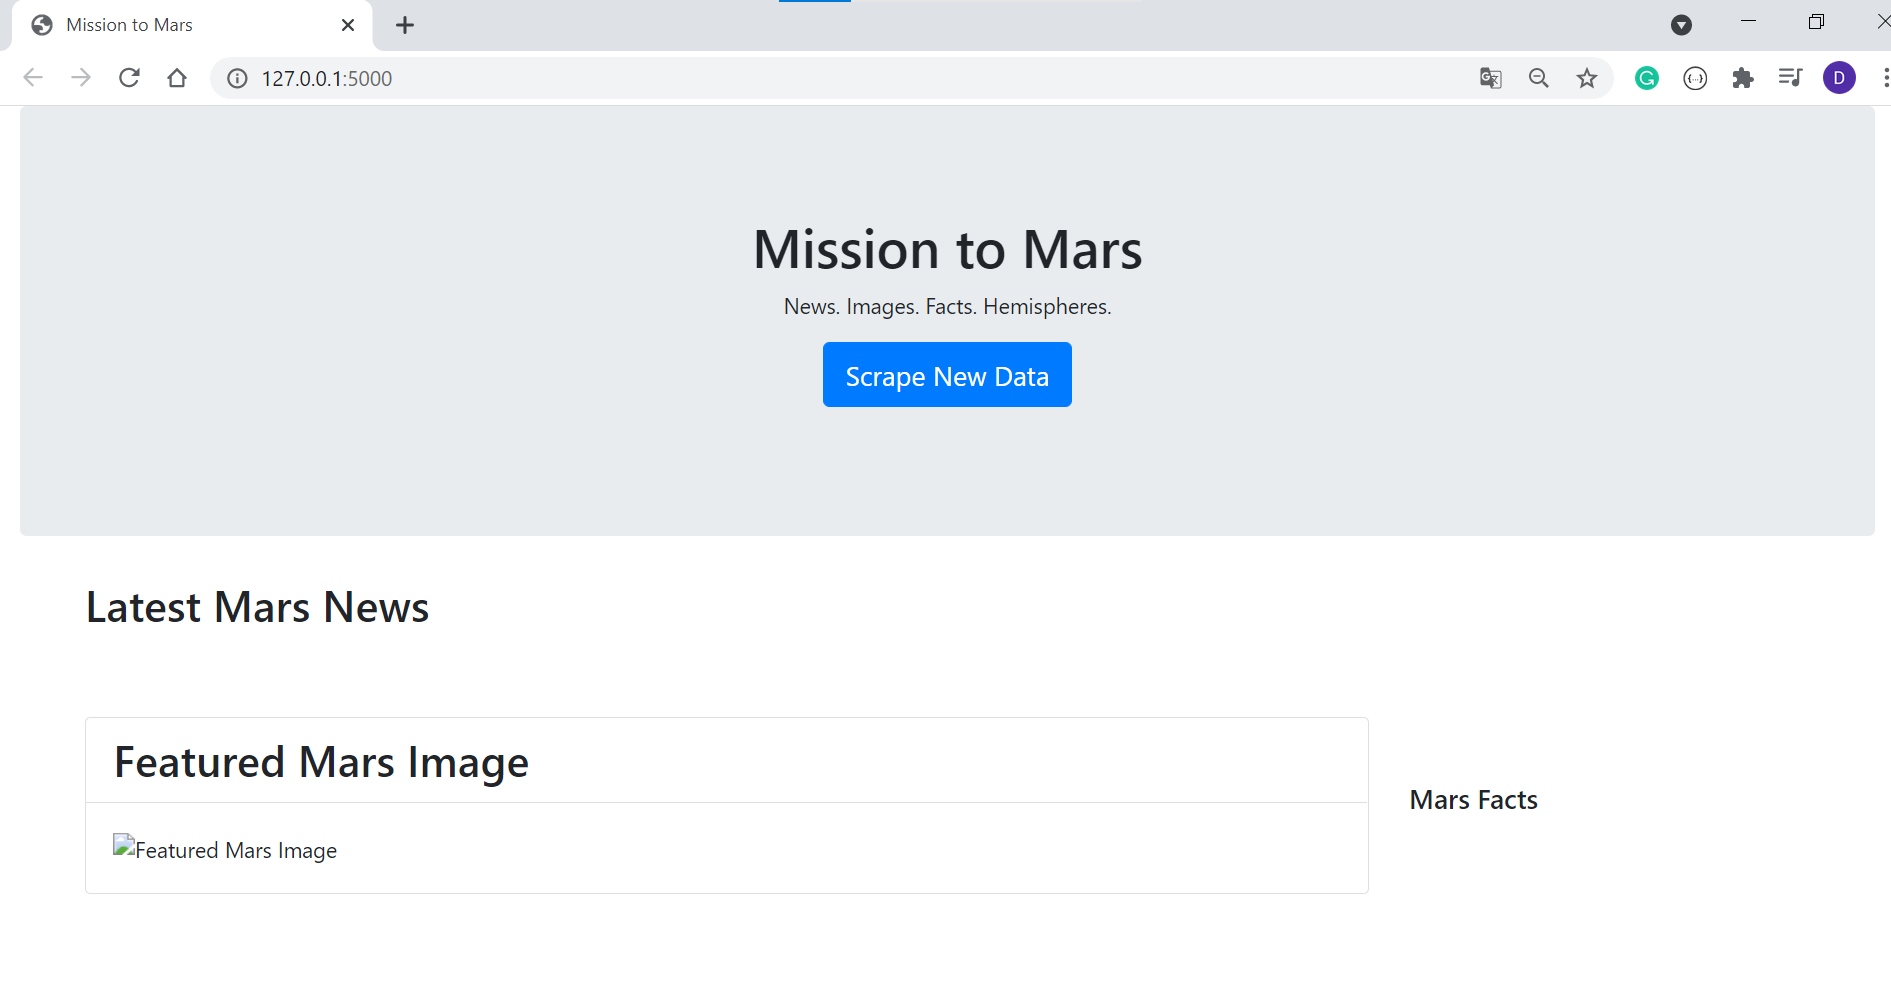 Mission to Mars
127.0.0.1:5000
D
Mission to Mars
News. Images. Facts. Hemispheres.
Scrape New Data
Latest Mars News
Featured Mars Image
Mars Facts
Featured Mars Image